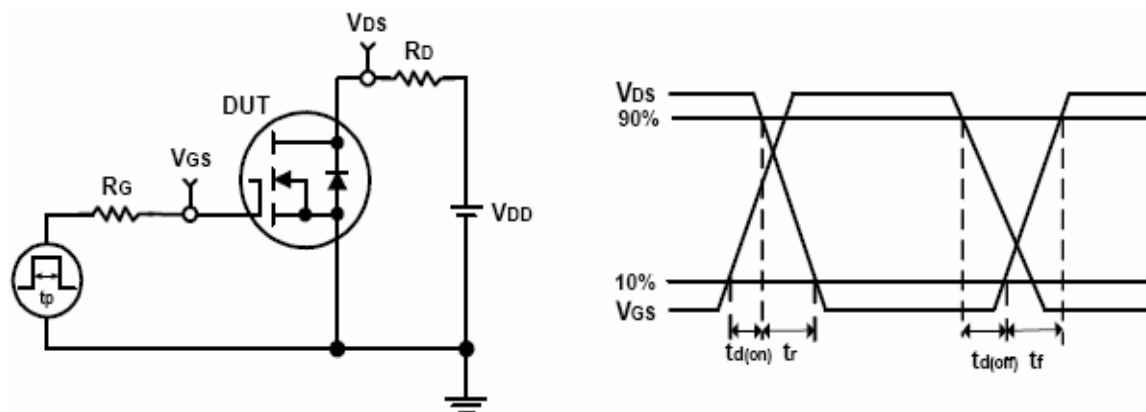 VDS
RD
DUT
VGS
RG
VDD
tp
VDS
90%
10%
VGS
td(on) tr
td(off) tf